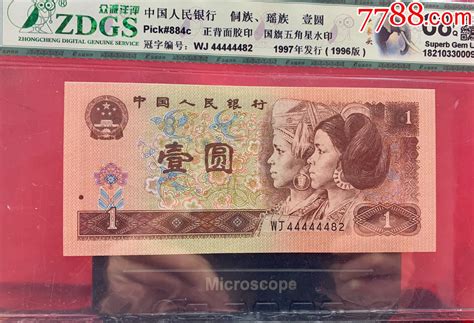 众诚评级
ZDGS
ZHONGCHENG DIGITAL GENUINE SERVICE
中国人民银行 侗族、瑶族 壹圆
Pick#884c 正背面胶印 国旗五角星水印
冠字编号: WJ 44444482 1997年发行 (1996版)
7788.com
Superb Gem
18210330009
中国人民银行
1
壹圆
1
WJ44444482
1
Microscope